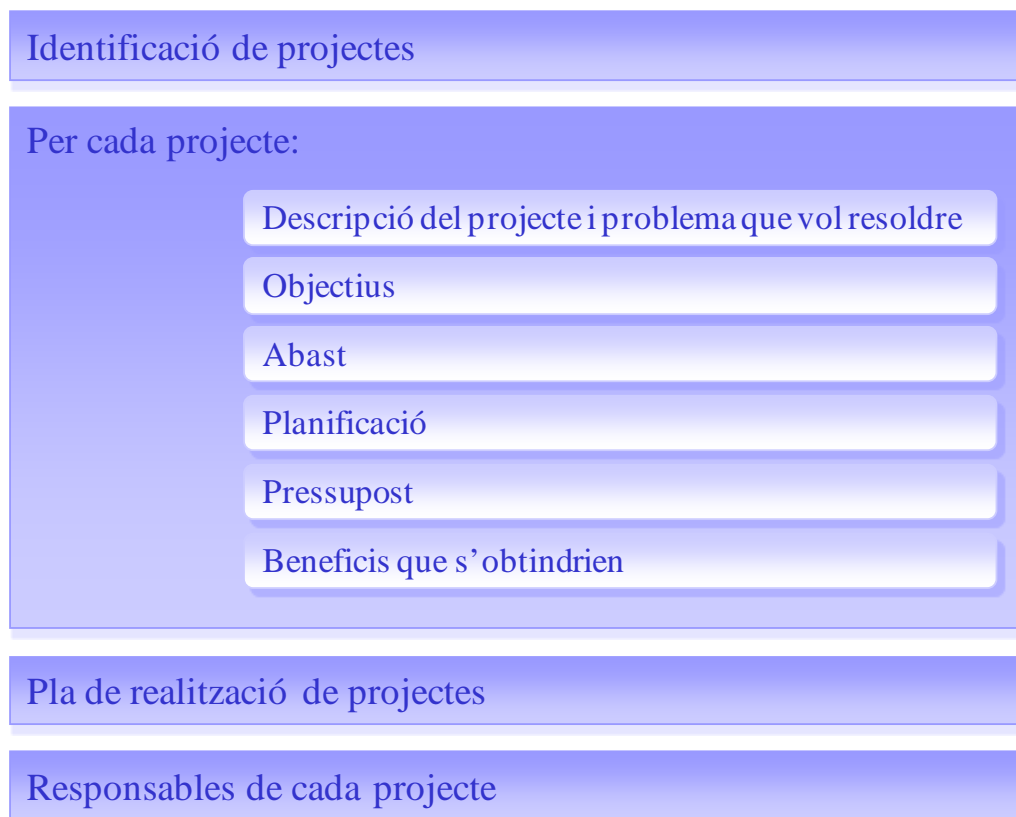 Identificació de projectes
Per cada projecte:
Descripció del projecte i problema que vol resoldre
Objectius
Abast
Planificació
Pressupost
Beneficis que s’obtindrien
Pla de realització de projectes
Responsables de cada projecte